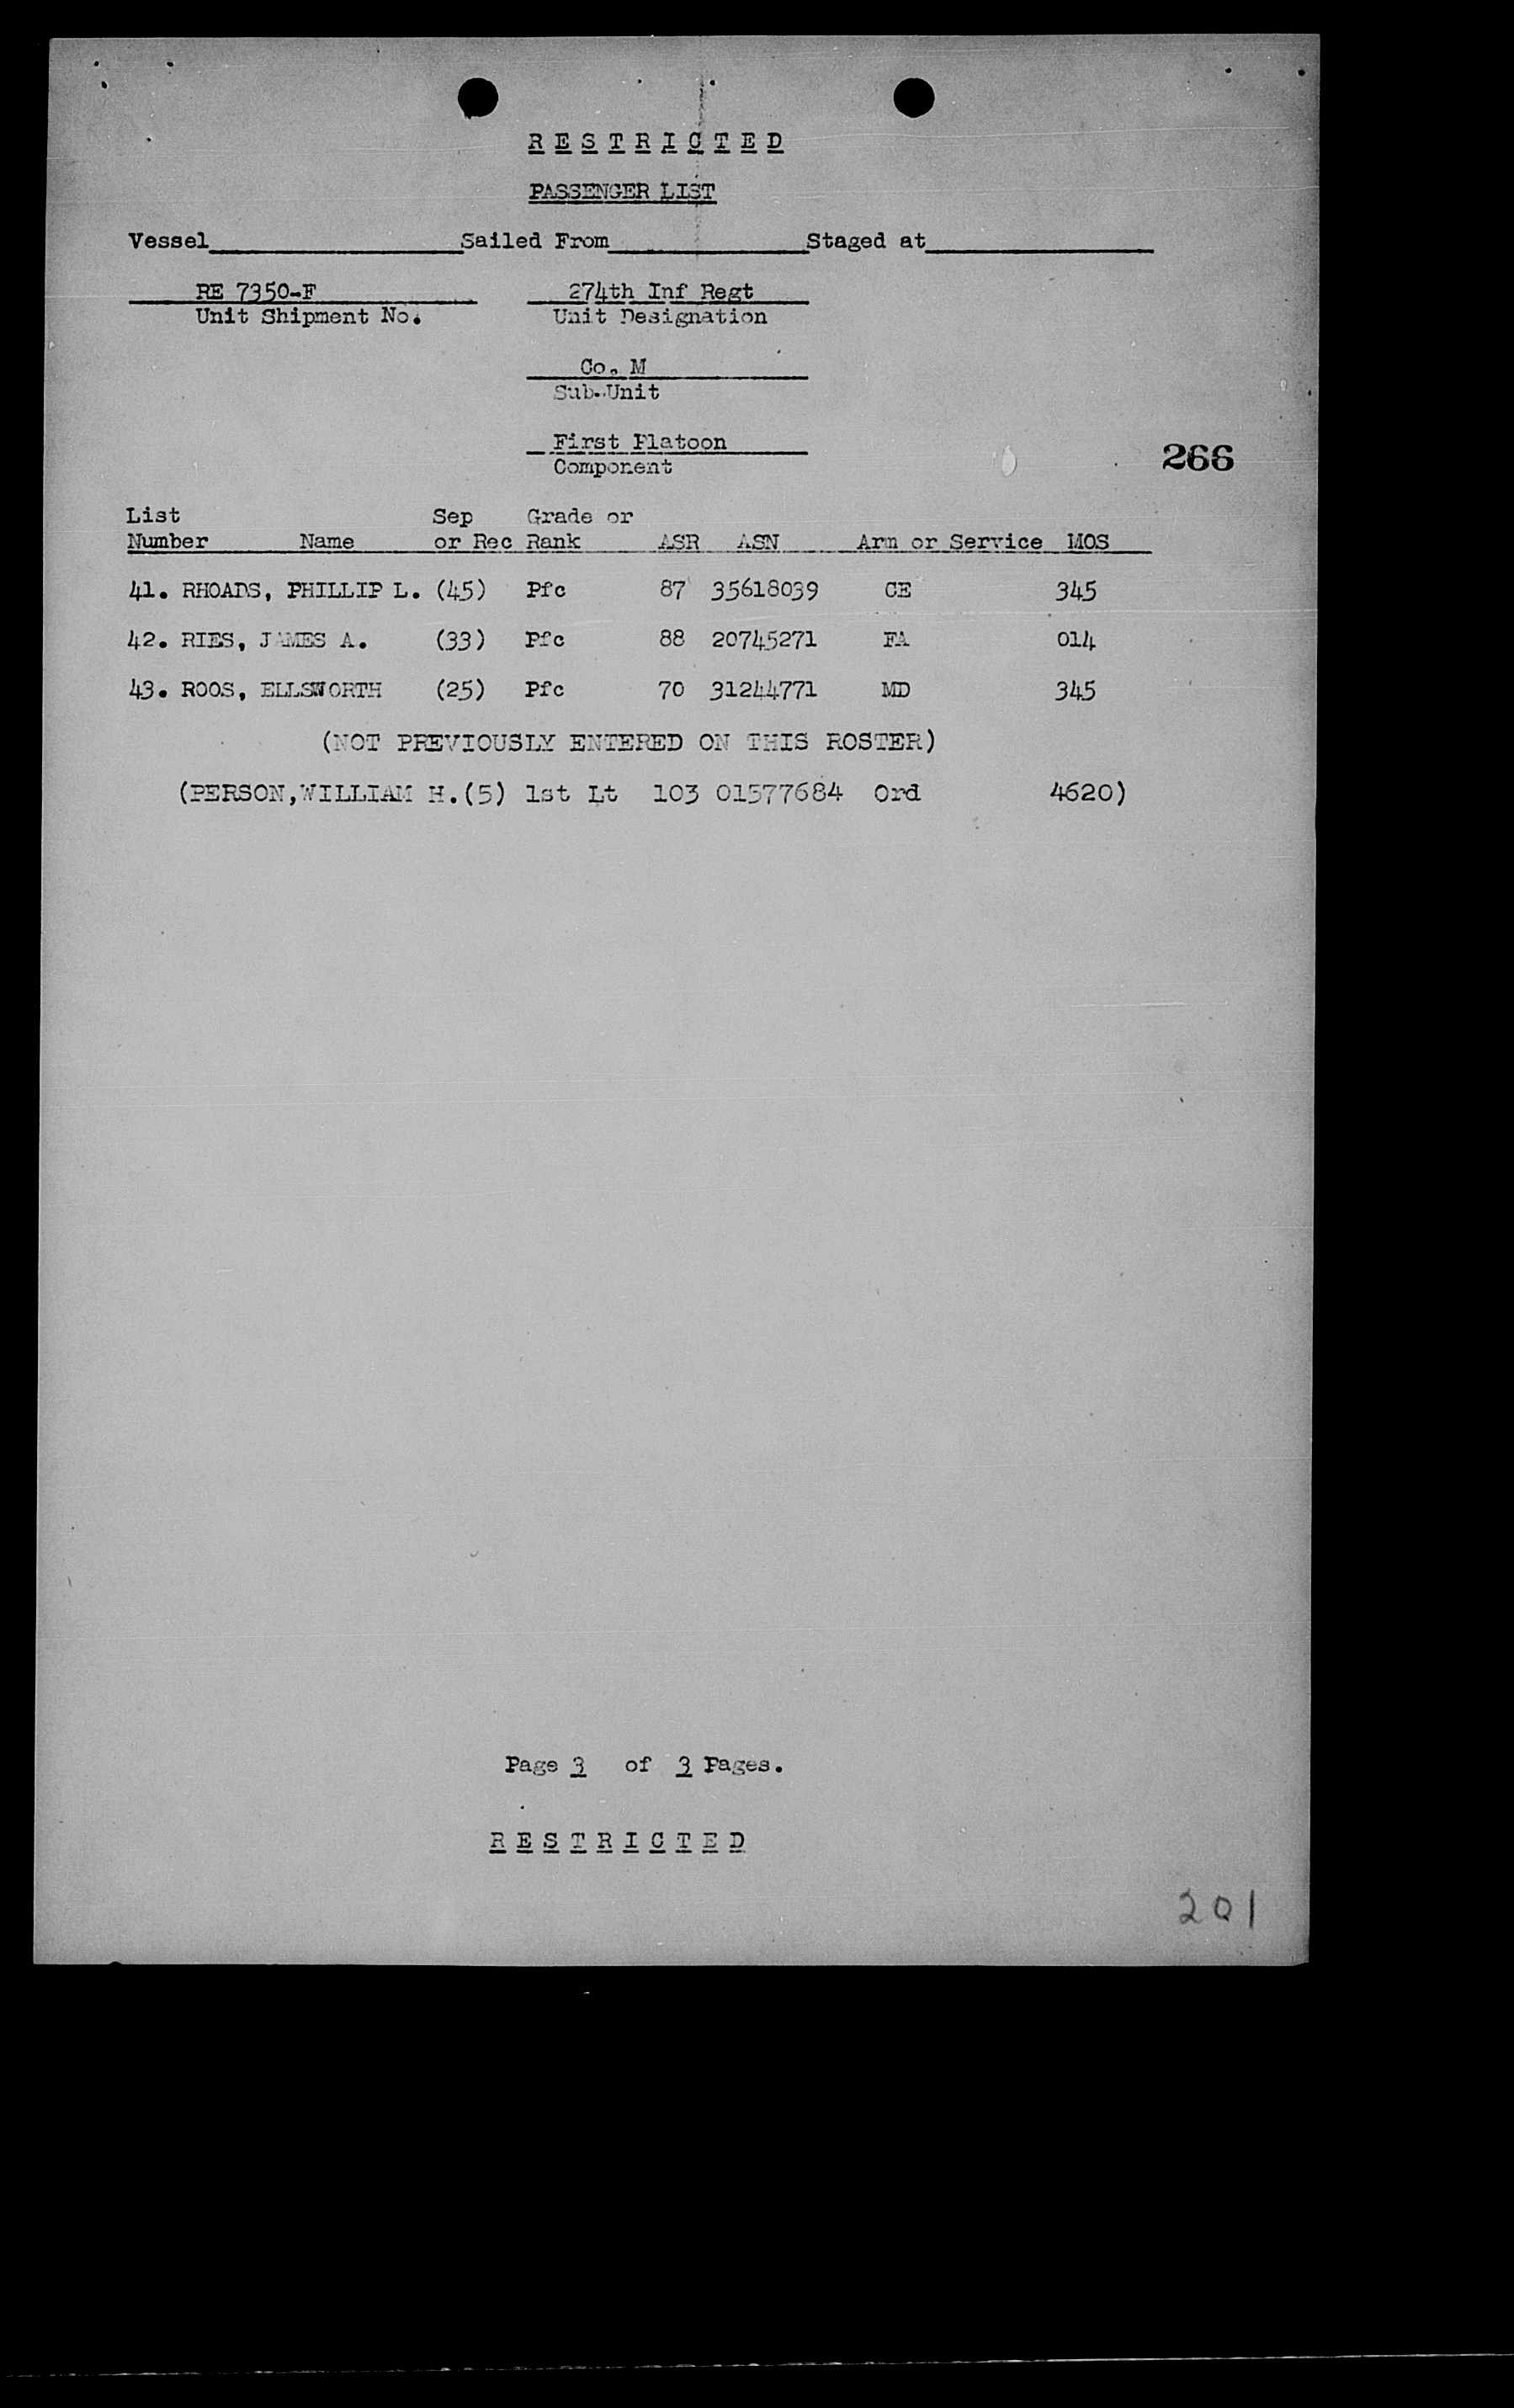 R E S T R I C T E D
PASSENGER LIST
Vessel Sailed From Staged at
RE 7350-F 274th Inf Regt
Unit Shipment No. Unit Designation
Co. M
Sub-Unit
First Platoon
266
Component
List Sep Grade or
Number Name or Rec Rank ASR ASN Arm or Service MOS
41. RHOADS, PHILLIP L. (45) Pfc 87 35618039 CE 345
42. RIES, JAMES A. (33) Pfc 88 20745271 FA 014
43. ROOS, ELLSWORTH (25) Pfc 70 31244771 MD 345
(NOT PREVIOUSLY ENTERED ON THIS ROSTER)
(PERSON,WILLIAM H.(5) 1st Lt 103 01577684 Ord 4620)
Page 3 of 3 Pages.
R E S T R I C T E D
201